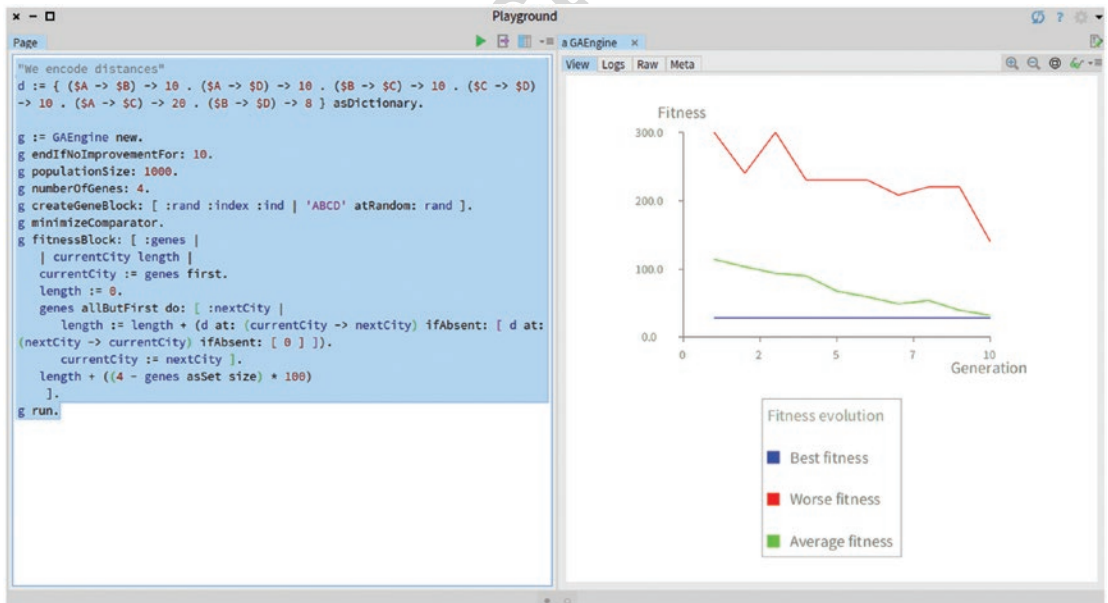 Playground
Page
"We encode distances"
d := { ($A -> $B) -> 10 . ($A -> $D) -> 10 . ($B -> $C) -> 10 . ($C -> $D)
-> 10 . ($A -> $C) -> 20 . ($B -> $D) -> 8 } asDictionary.
g := GAEngine new.
g endIfNoImprovementFor: 10.
g populationSize: 1000.
g numberOfGenes: 4.
g createGeneBlock: [ :rand :index :ind | 'ABCD' atRandom: rand ].
g minimizeComparator.
g fitnessBlock: [ :genes |
| currentCity length |
currentCity := genes first.
length := 0.
genes allButFirst do: [ :nextCity |
length := length + (d at: (currentCity -> nextCity) ifAbsent: [ d at:
(nextCity -> currentCity) ifAbsent: [ 0 ] ]).
currentCity := nextCity ].
length + ((4 - genes asSet size) * 100)
].
g run.
a GAEngine ×
View Logs Raw Meta
Fitness
300.0
200.0
100.0
0.0
0 2 5 7 10
Generation
Fitness evolution
Best fitness
Worse fitness
Average fitness